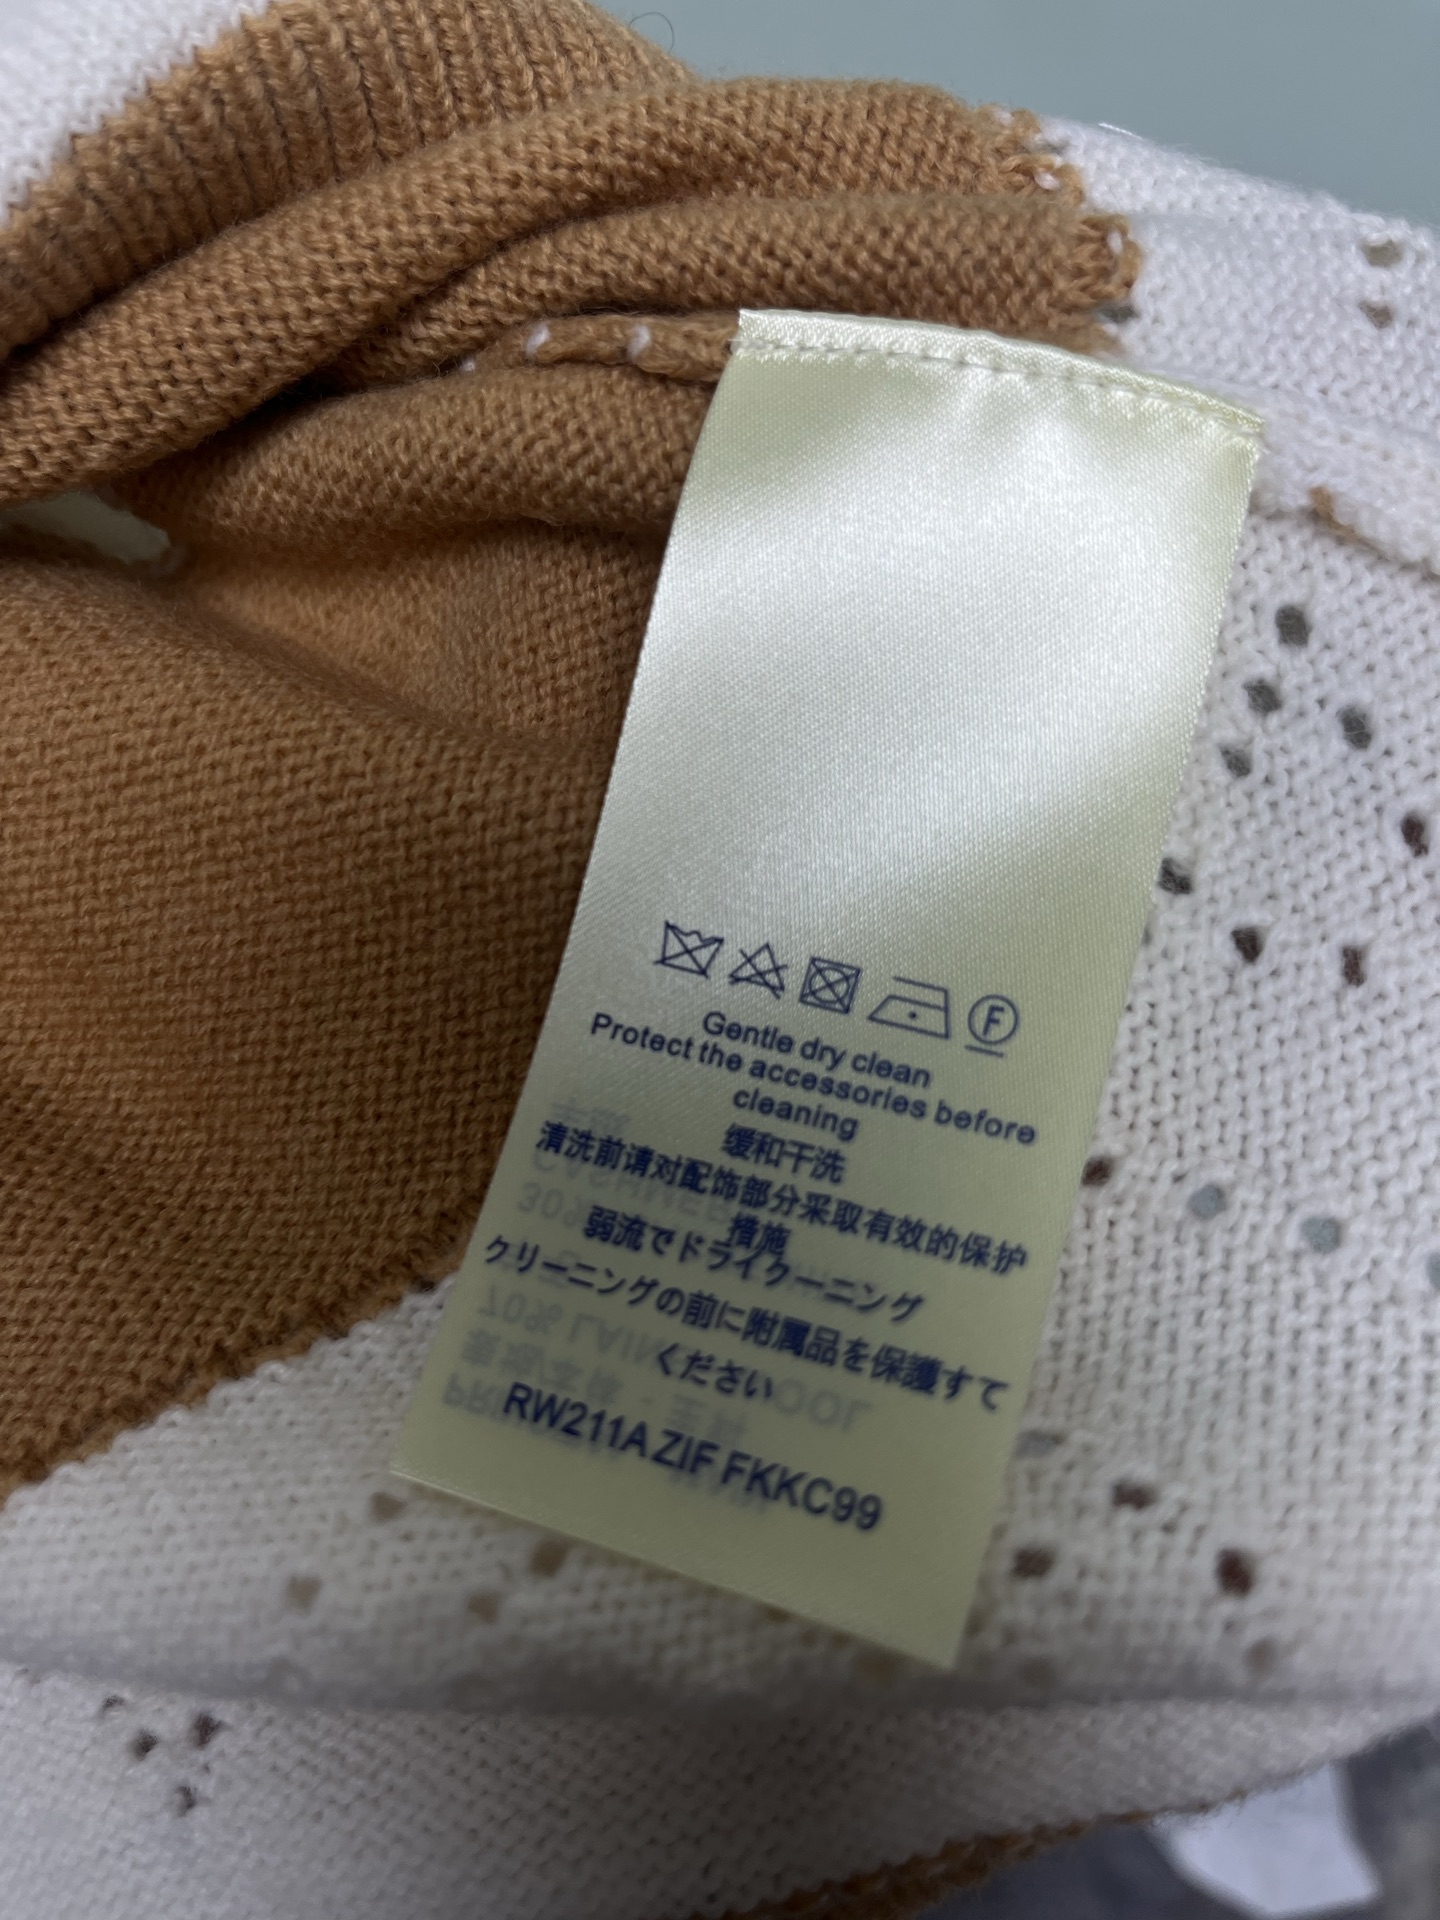 F
Gentle dry clean
Protect the accessories before
cleaning
缓和干洗
清洗前请对配饰部分采取有效的保护
措施
弱流でドライクーニング
クリーニングの前に附属品を保護すて
ください
RW211A ZIF FKKC99